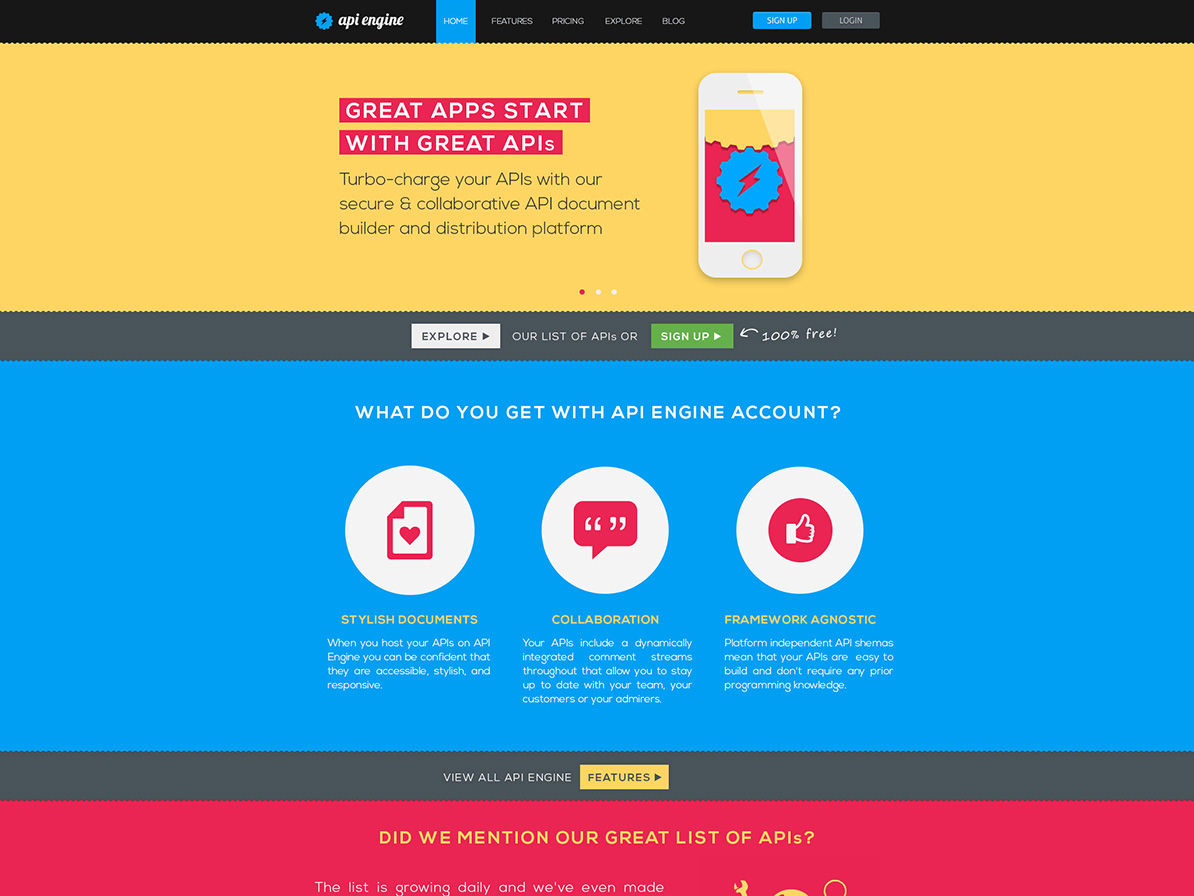 api engine
HOME FEATURES PRICING EXPLORE BLOG SIGN UP LOGIN
GREAT APPS START
WITH GREAT APIs
Turbo-charge your APIs with our
secure & collaborative API document
builder and distribution platform
EXPLORE OUR LIST OF APIs OR SIGN UP 100% free!
WHAT DO YOU GET WITH API ENGINE ACCOUNT?
STYLISH DOCUMENTS
When you host your APIs on API
Engine you can be confident that
they are accessible, stylish, and
responsive.
COLLABORATION
Your APIs include a dynamically
integrated comment streams
throughout that allow you to stay
up to date with your team, your
customers or your admirers.
FRAMEWORK AGNOSTIC
Platform independent API shemas
mean that your APIs are easy to
build and don't require any prior
programming knowledge.
VIEW ALL API ENGINE FEATURES
DID WE MENTION OUR GREAT LIST OF APIs?
The list is growing daily and we've even made